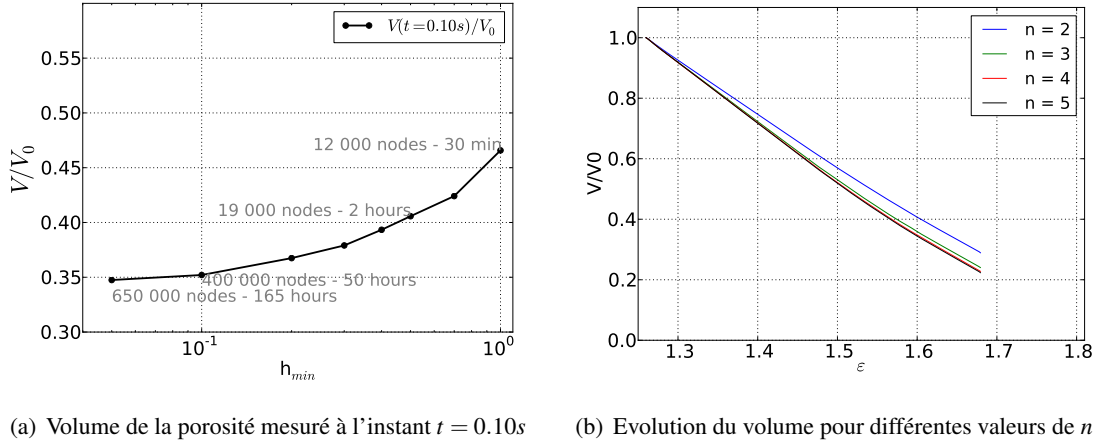 V(t=0.10s)/V₀
0.55
0.50
0.45
0.40
0.35
0.30
V/V₀
12 000 nodes - 30 min
19 000 nodes - 2 hours
400 000 nodes - 50 hours
650 000 nodes - 165 hours
10⁻¹ 10⁰
hₘᵢₙ
(a) Volume de la porosité mesuré à l'instant t = 0.10s
n = 2
n = 3
n = 4
n = 5
1.0
0.8
0.6
0.4
0.2
0.0
V/V0
1.3 1.4 1.5 1.6 1.7 1.8
ε
(b) Evolution du volume pour différentes valeurs de n